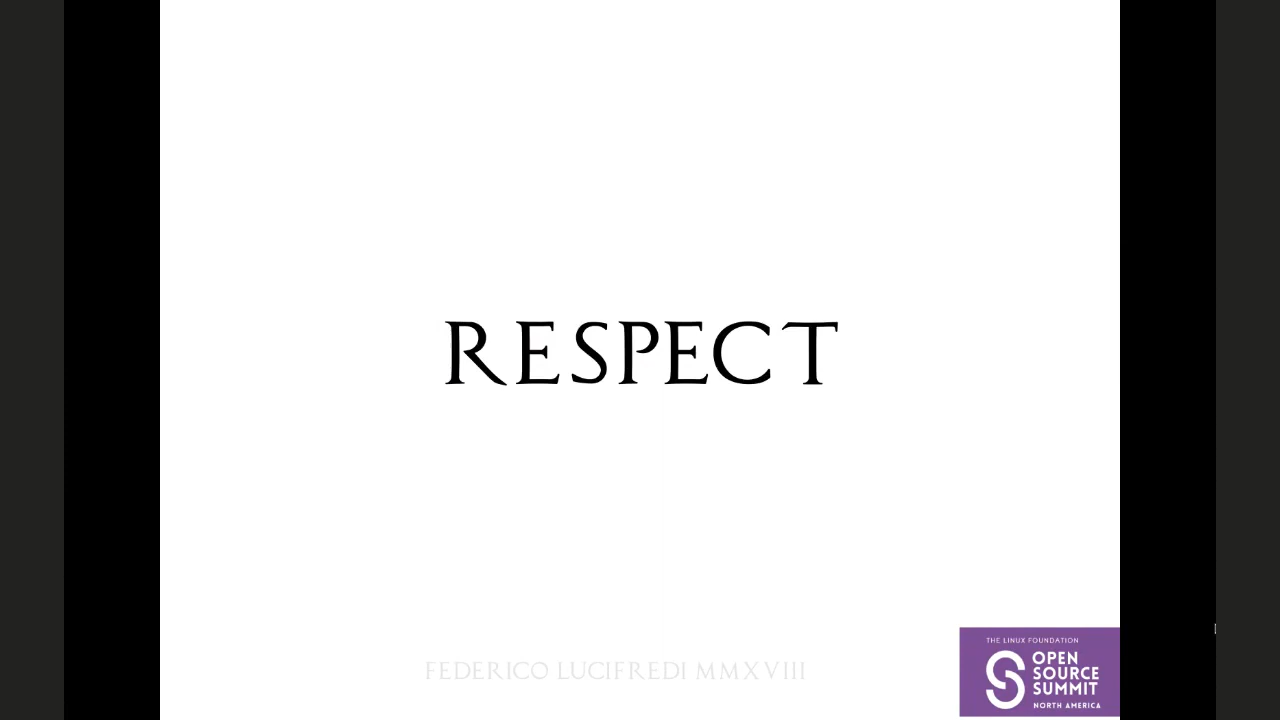 RESPECT
FEDERICO LUCIFREDI MMXVIII
THE LINUX FOUNDATION
OPEN
SOURCE
SUMMIT
NORTH AMERICA